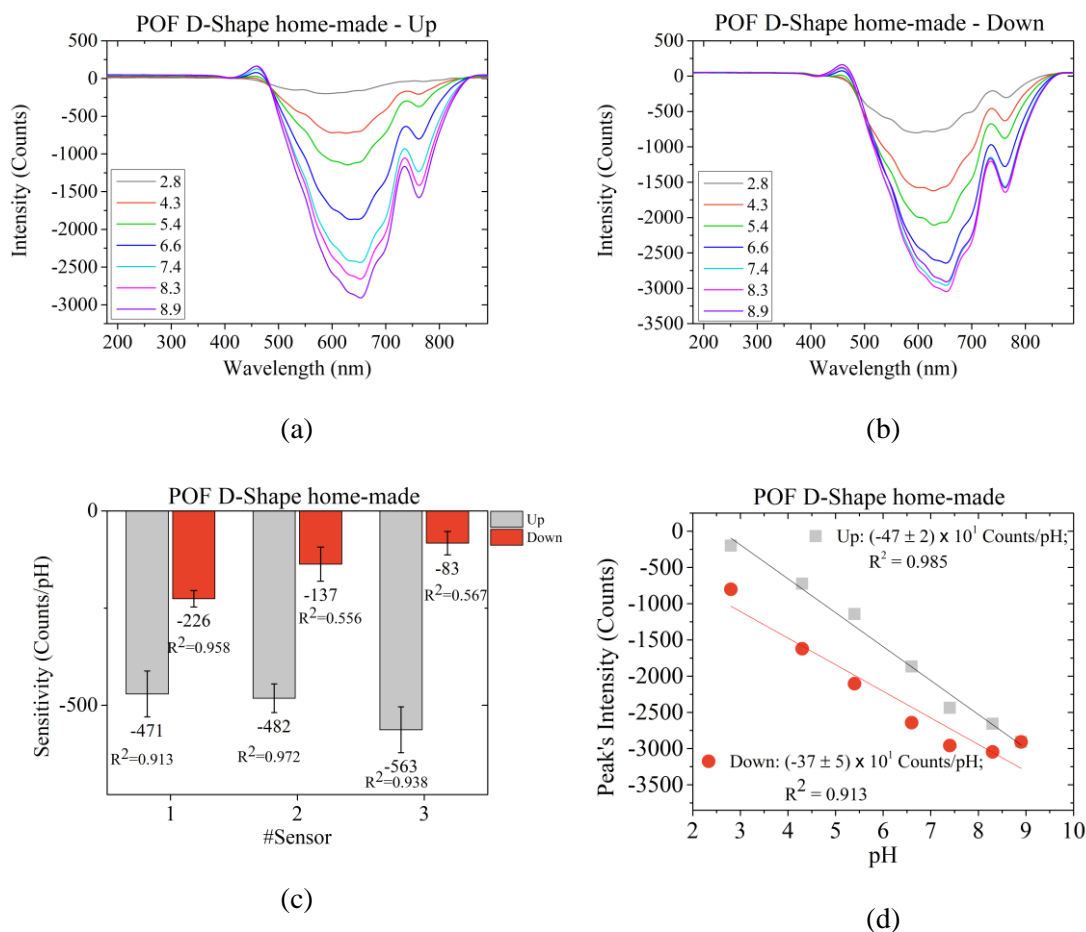 POF D-Shape home-made - Up
500
0
-500
-1000
-1500
-2000
-2500
-3000
Intensity (Counts)
2.8
4.3
5.4
6.6
7.4
8.3
8.9
200 300 400 500 600 700 800
Wavelength (nm)
(a)
POF D-Shape home-made - Down
500
0
-500
-1000
-1500
-2000
-2500
-3000
-3500
Intensity (Counts)
2.8
4.3
5.4
6.6
7.4
8.3
8.9
200 300 400 500 600 700 800
Wavelength (nm)
(b)
POF D-Shape home-made
0
-500
Sensitivity (Counts/pH)
Up
Down
-471
R²=0.913
-226
R²=0.958
-482
R²=0.972
-137
R²=0.556
-563
R²=0.938
-83
R²=0.567
1 2 3
#Sensor
(c)
POF D-Shape home-made
0
-500
-1000
-1500
-2000
-2500
-3000
-3500
Peak's Intensity (Counts)
Up: (-47 ± 2) x 10¹ Counts/pH;
R² = 0.985
Down: (-37 ± 5) x 10¹ Counts/pH;
R² = 0.913
2 3 4 5 6 7 8 9 10
pH
(d)